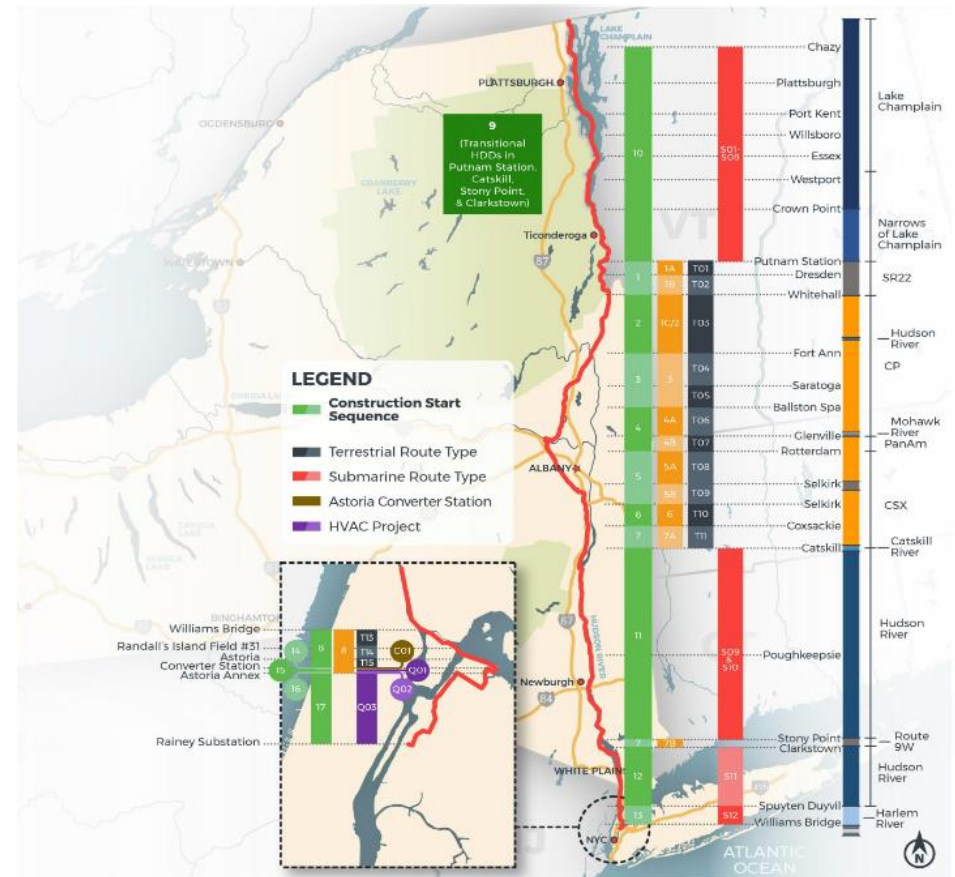 LAKE
CHAMPLAIN
PLATTSBURGH
OGDENSBURG
CRANBERRY
LAKE
WATERTOWN
Ticonderoga
87
VT
9
(Transitional
HDDs in
Putnam Station,
Catskill,
Stony Point,
& Clarkstown)
LEGEND
Construction Start
Sequence
Terrestrial Route Type
Submarine Route Type
Astoria Converter Station
HVAC Project
ONEIDA LAKE
ALBANY
BINGHAMTON
HUDSON RIVER
87
Newburgh
84
WHITE PLAINS
NYC
ATLANTIC
OCEAN
N
10
1
2
3
4
5
6
7
11
7
12
13
1A
1B
1C/2
3
4A
4B
5A
5B
6
7A
7B
T01
T02
T03
T04
T05
T06
T07
T08
T09
T10
T11
S01-
S08
S09
&
S10
S11
S12
Chazy
Plattsburgh
Port Kent
Willsboro
Essex
Westport
Crown Point
Putnam Station
Dresden
Whitehall
Fort Ann
Saratoga
Ballston Spa
Glenville
Rotterdam
Selkirk
Selkirk
Coxsackie
Catskill
Poughkeepsie
Stony Point
Clarkstown
Spuyten Duyvil
Williams Bridge
Lake
Champlain
Narrows
of Lake
Champlain
SR22
Hudson
River
CP
Mohawk
River
PanAm
CSX
Catskill
River
Hudson
River
Route
9W
Hudson
River
Harlem
River
Williams Bridge
Randall's Island Field #31
Astoria
Converter Station
Astoria Annex
Rainey Substation
14
15
16
8
17
8
T13
T14
T15
Q03
C01
Q01
Q02